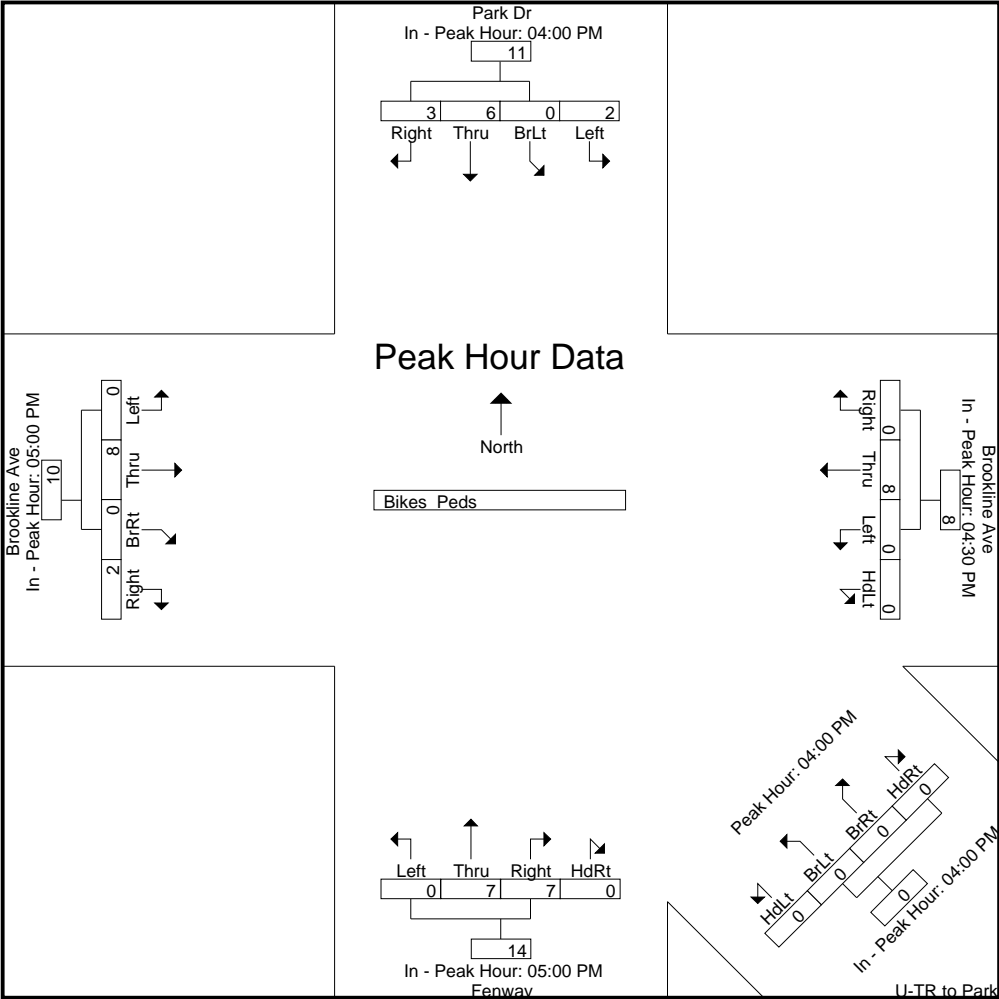 Park Dr
In - Peak Hour: 04:00 PM
11
3 6 0 2
Right Thru BrLt Left
Peak Hour Data
North
Bikes Peds
Brookline Ave
In - Peak Hour: 05:00 PM
10
0 8 0 2
Left Thru BrRt Right
Brookline Ave
In - Peak Hour: 04:30 PM
8
0 8 0 0
Right Thru Left HdLt
Peak Hour: 04:00 PM
HdLt BrLt BrRt HdRt
0 0 0 0
0
In - Peak Hour: 04:00 PM
U-TR to Park
Left Thru Right HdRt
0 7 7 0
14
In - Peak Hour: 05:00 PM
Fenway